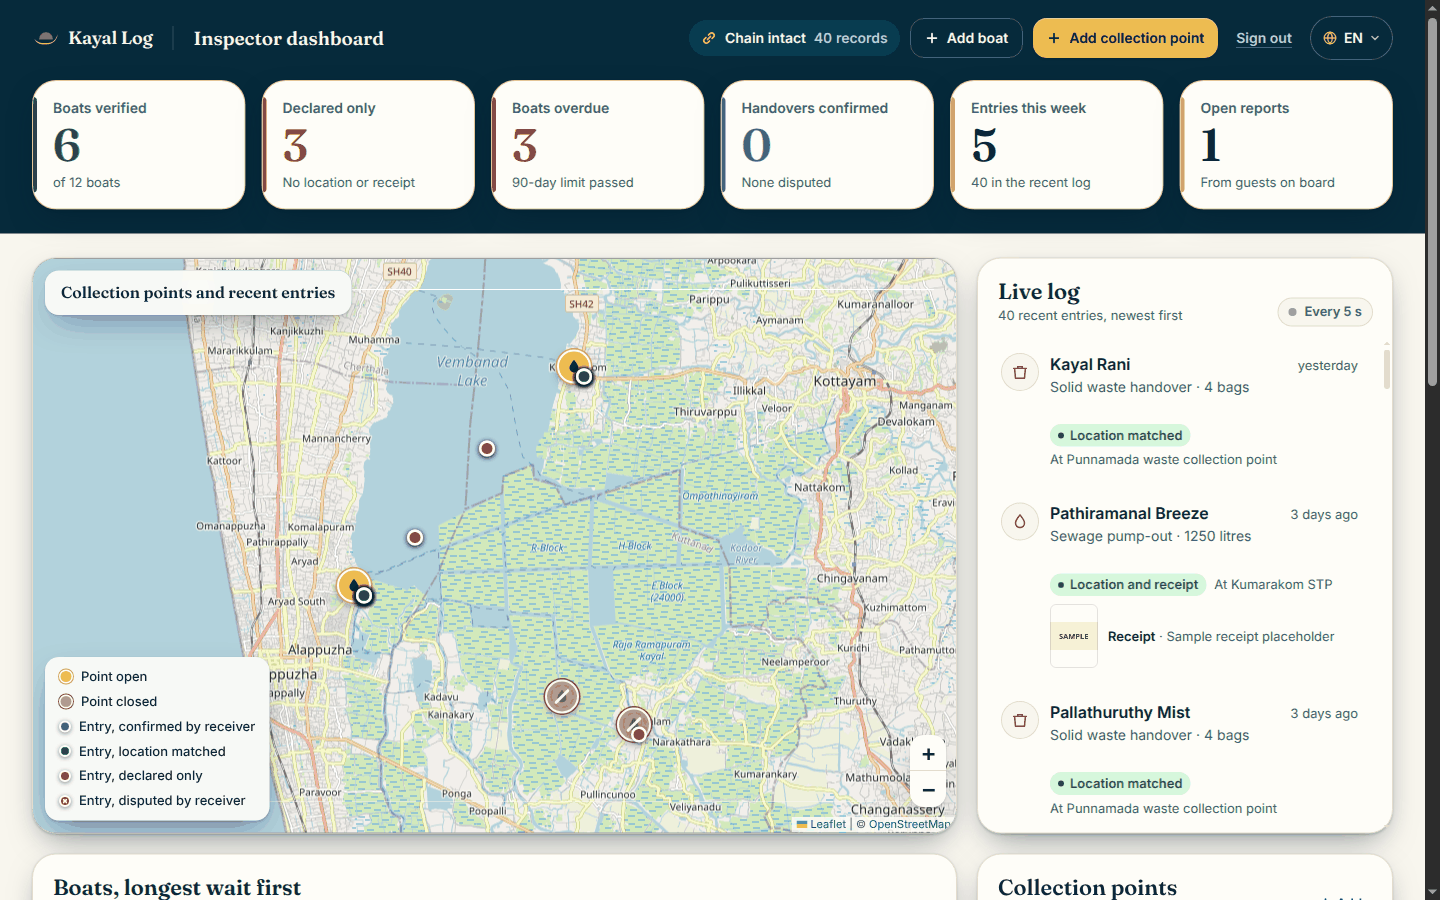 Kayal Log
Inspector dashboard
Chain intact 40 records
+ Add boat
+ Add collection point
Sign out
EN
Boats verified
6
of 12 boats
Declared only
3
No location or receipt
Boats overdue
3
90-day limit passed
Handovers confirmed
0
None disputed
Entries this week
5
40 in the recent log
Open reports
1
From guests on board
Collection points and recent entries
SH40
SH42
Arpookara
Pulikuttisseri
Parippu
Kumaranalloor
Aymanam
Kanjikkuzhi
Muhamma
Mararikkulam
Cherthala
Vembanad
Lake
Kottayam
Illikkal
Thiruvarppu
Veloor
Manganam
Devalokam
Mannancherry
Kattoor
Kollad
Nattakom
Ompathinayiram
Omanappuzha
Komalapuram
Pathirappally
Aryad
R-Block
H-Block
Kuttanad
Kodoor
River
Chingavanam
E Block
(24000)
Aryad South
Kuzhimattom
Alappuzha
Raja Ramapuram
Kayal
Kurichi
Pathamutto
Neelamperoor
Kadavu
Kainakary
Thuruthy
Narakathara
Kumarankary
Mathumoola
Paravoor
Ponga
Poopalli
Pullincunoo
Veliyanadu
Changanassery
Point open
Point closed
Entry, confirmed by receiver
Entry, location matched
Entry, declared only
Entry, disputed by receiver
+
−
Leaflet | © OpenStreetMap
Live log
40 recent entries, newest first
Every 5 s
Kayal Rani
yesterday
Solid waste handover · 4 bags
Location matched
At Punnamada waste collection point
Pathiramanal Breeze
3 days ago
Sewage pump-out · 1250 litres
Location and receipt
At Kumarakom STP
SAMPLE
Receipt · Sample receipt placeholder
Pallathuruthy Mist
3 days ago
Solid waste handover · 4 bags
Location matched
At Punnamada waste collection point
Boats, longest wait first
Collection points